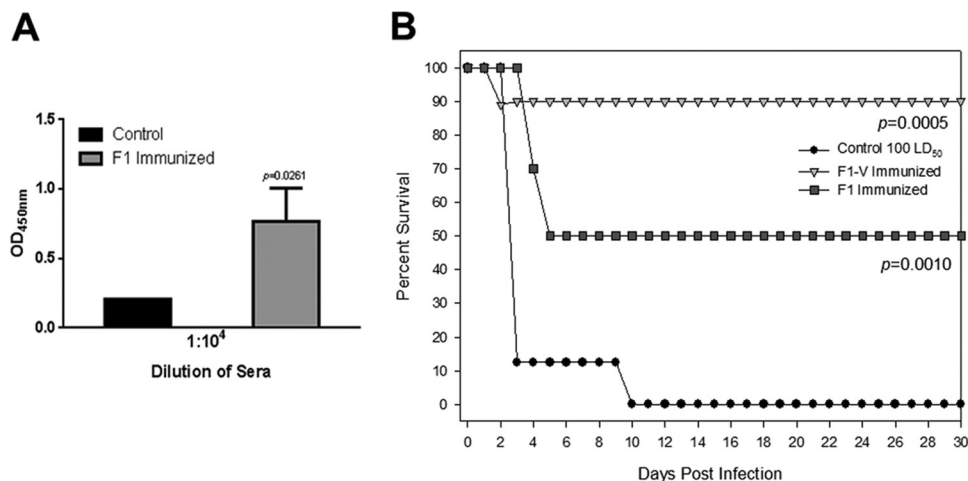 A
1.5
1.0
0.5
0.0
OD450nm
Control
F1 Immunized
p=0.0261
1:10⁴
Dilution of Sera
B
100
90
80
70
60
50
40
30
20
10
0
Percent Survival
p=0.0005
Control 100 LD₅₀
F1-V Immunized
F1 Immunized
p=0.0010
0 2 4 6 8 10 12 14 16 18 20 22 24 26 28 30
Days Post Infection